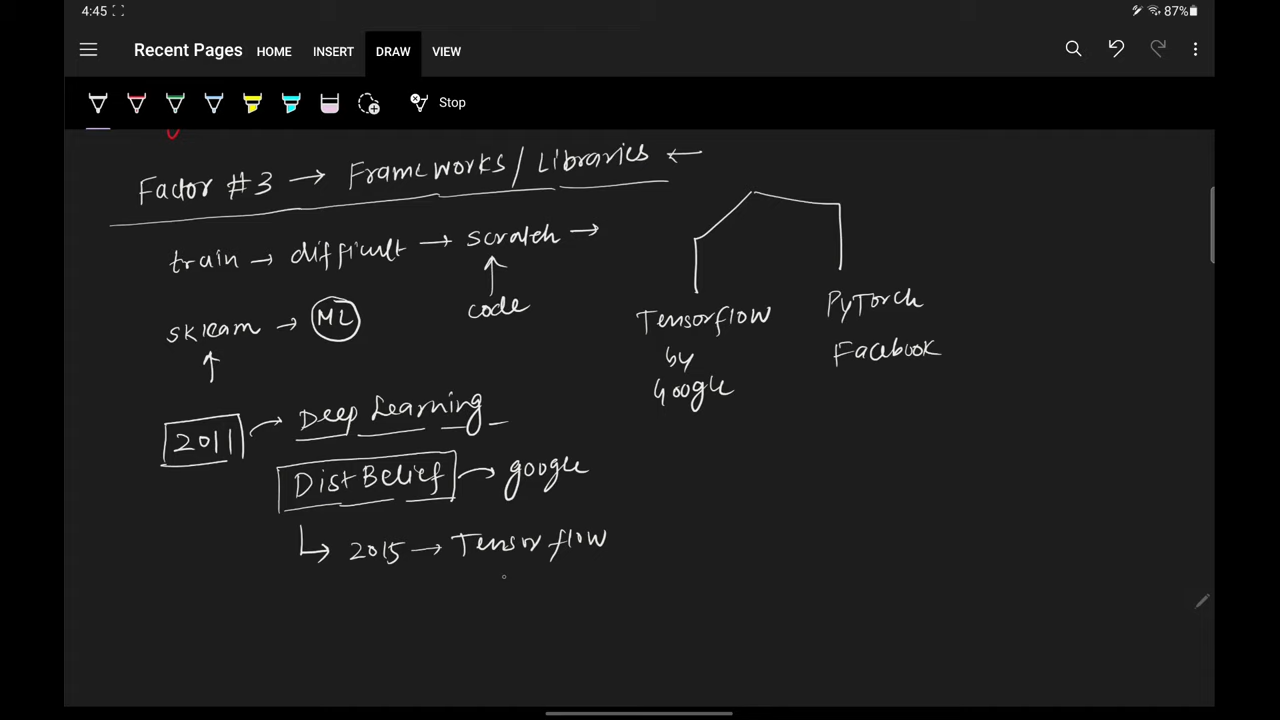 4:45
87%
Recent Pages HOME INSERT DRAW VIEW
Stop
Factor #3 → Frameworks/Libraries ←
train → difficult → scratch →
code
sklearn → ML
Tensorflow
by
Google
PyTorch
Facebook
2011 → Deep Learning
DistBelief → google
↳ 2015 → Tensorflow